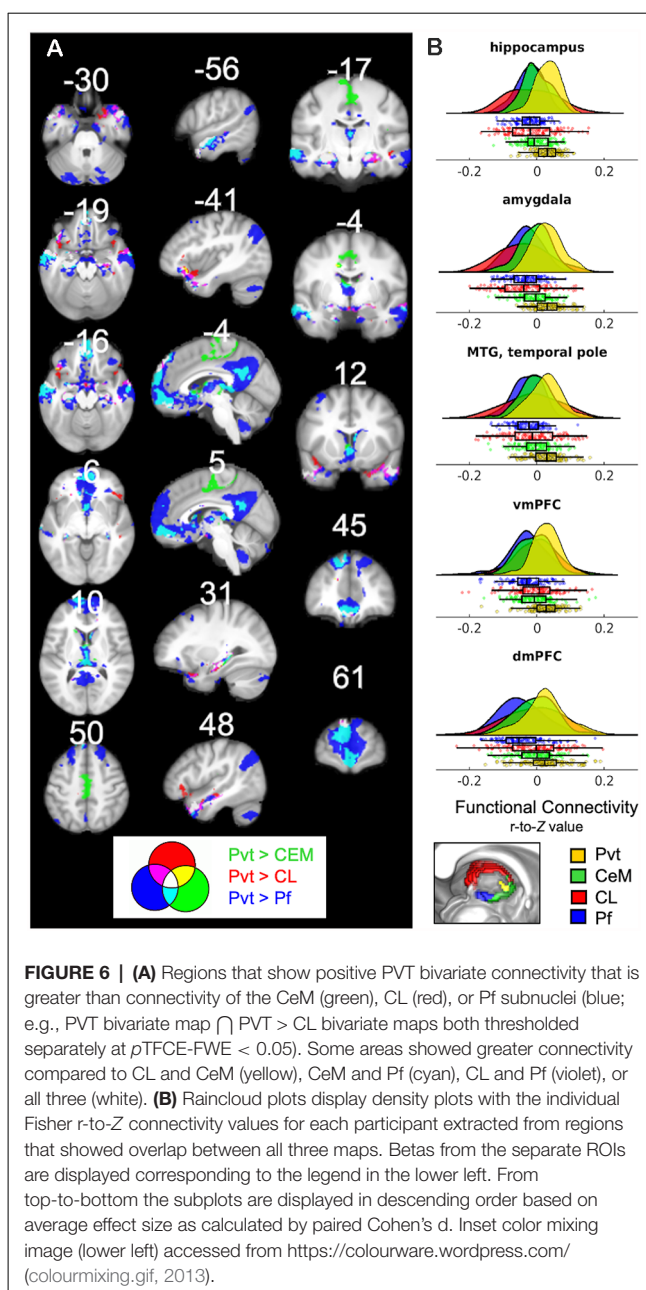 A
-30
-56
-17
-19
-41
-4
-16
-4
12
6
5
45
10
31
61
50
48
Pvt > CEM
Pvt > CL
Pvt > Pf
B
hippocampus
-0.2 0 0.2
amygdala
-0.2 0 0.2
MTG, temporal pole
-0.2 0 0.2
vmPFC
-0.2 0 0.2
dmPFC
-0.2 0 0.2
Functional Connectivity
r-to-Z value
Pvt
CeM
CL
Pf
FIGURE 6 | (A) Regions that show positive PVT bivariate connectivity that is
greater than connectivity of the CeM (green), CL (red), or Pf subnuclei (blue;
e.g., PVT bivariate map ⋂ PVT > CL bivariate maps both thresholded
separately at pTFCE-FWE < 0.05). Some areas showed greater connectivity
compared to CL and CeM (yellow), CeM and Pf (cyan), CL and Pf (violet), or
all three (white). (B) Raincloud plots display density plots with the individual
Fisher r-to-Z connectivity values for each participant extracted from regions
that showed overlap between all three maps. Betas from the separate ROIs
are displayed corresponding to the legend in the lower left. From
top-to-bottom the subplots are displayed in descending order based on
average effect size as calculated by paired Cohen's d. Inset color mixing
image (lower left) accessed from https://colourware.wordpress.com/
(colourmixing.gif, 2013).